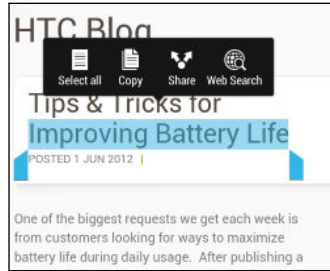 HTC Blog
Select all Copy Share Web Search
Tips & Tricks for
Improving Battery Life
POSTED 1 JUN 2012 |
One of the biggest requests we get each week is
from customers looking for ways to maximize
battery life during daily usage. After publishing a